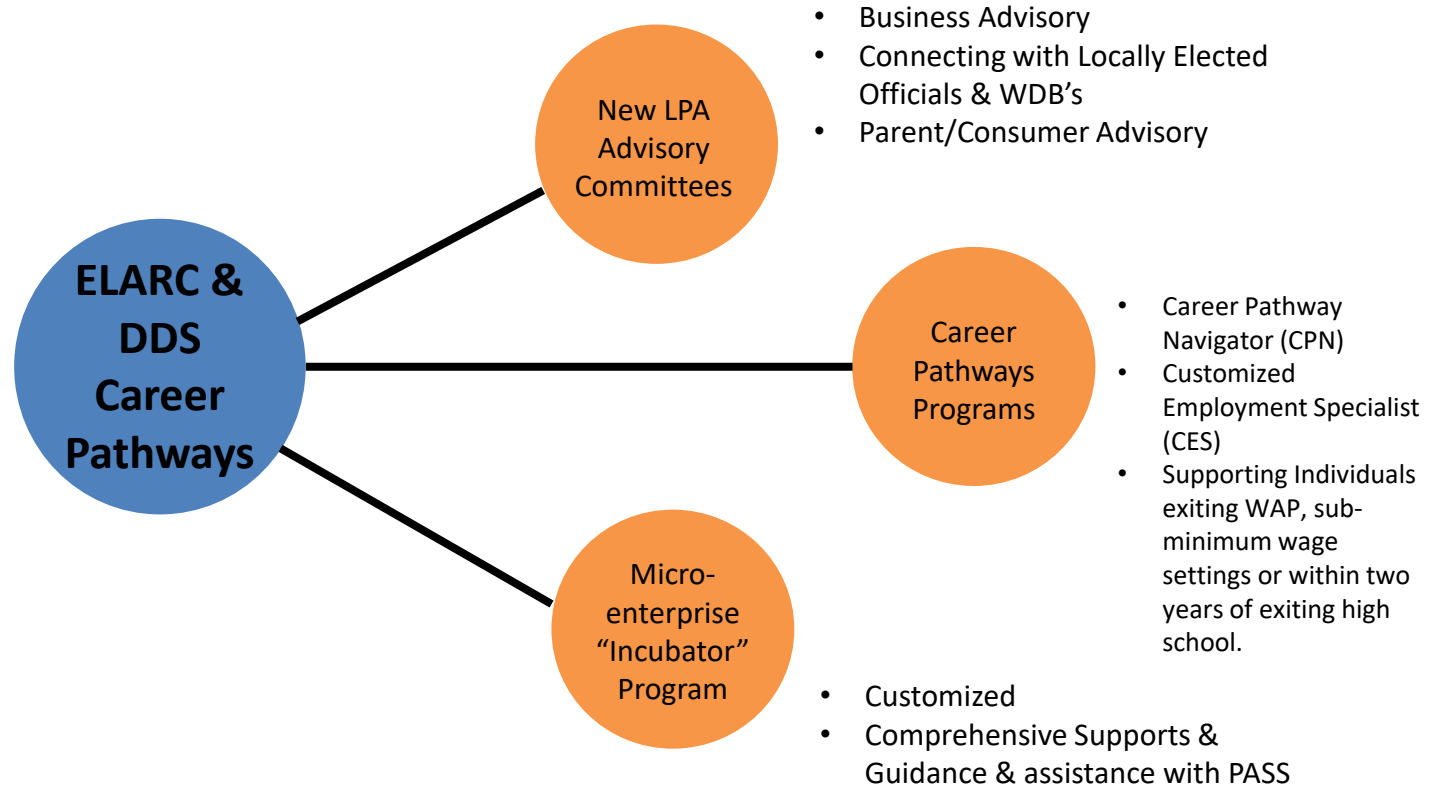 ELARC &
DDS
Career
Pathways
New LPA
Advisory
Committees
• Business Advisory
• Connecting with Locally Elected
Officials & WDB’s
• Parent/Consumer Advisory
Career
Pathways
Programs
• Career Pathway
Navigator (CPN)
• Customized
Employment Specialist
(CES)
• Supporting Individuals
exiting WAP, sub-
minimum wage
settings or within two
years of exiting high
school.
Micro-
enterprise
“Incubator”
Program
• Customized
• Comprehensive Supports &
Guidance & assistance with PASS